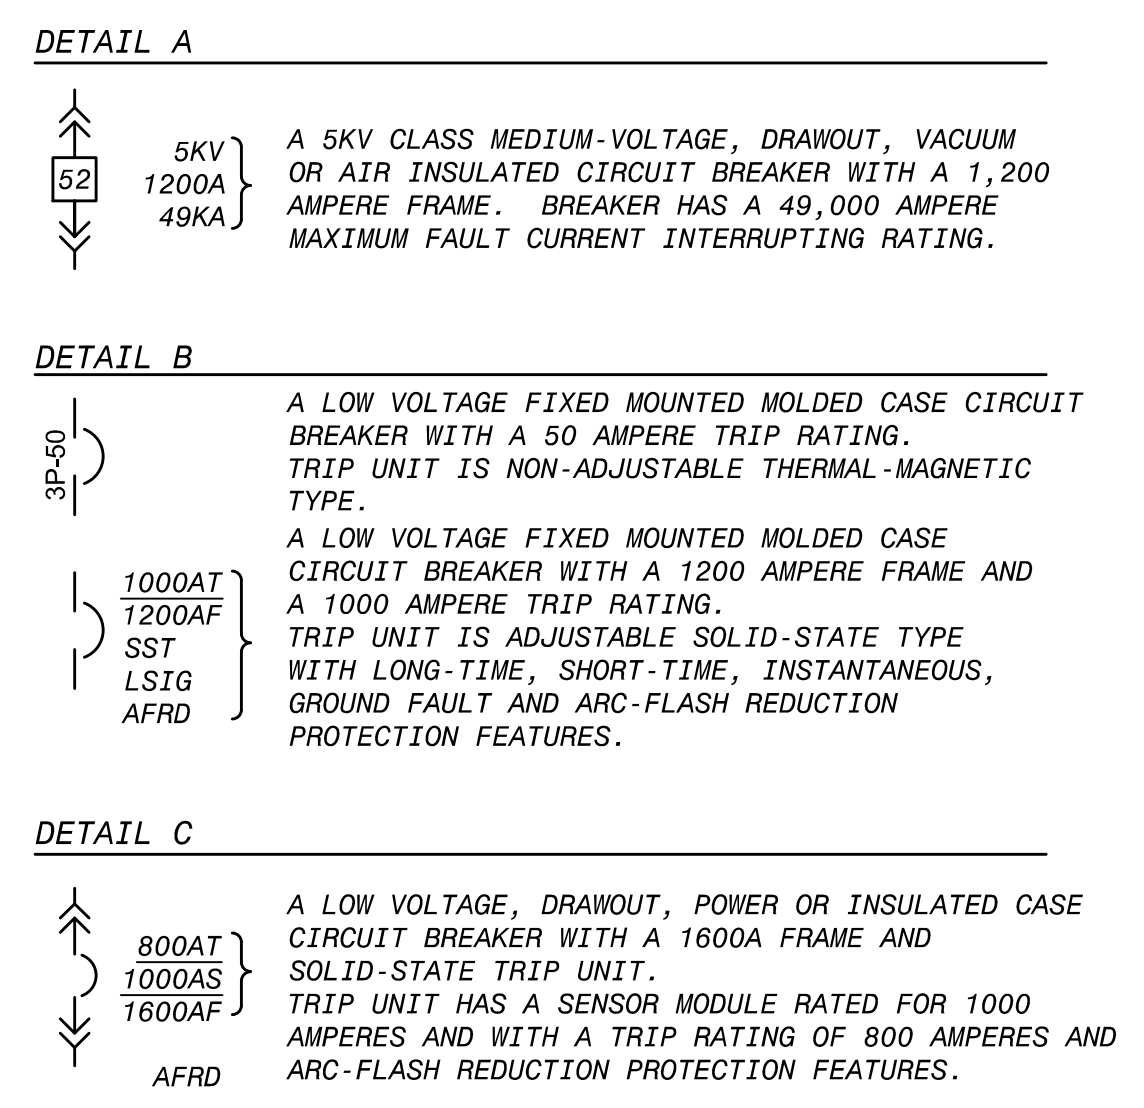 DETAIL A
52
5KV
1200A
49KA
A 5KV CLASS MEDIUM-VOLTAGE, DRAWOUT, VACUUM
OR AIR INSULATED CIRCUIT BREAKER WITH A 1,200
AMPERE FRAME. BREAKER HAS A 49,000 AMPERE
MAXIMUM FAULT CURRENT INTERRUPTING RATING.
DETAIL B
3P-50
A LOW VOLTAGE FIXED MOUNTED MOLDED CASE CIRCUIT
BREAKER WITH A 50 AMPERE TRIP RATING.
TRIP UNIT IS NON-ADJUSTABLE THERMAL-MAGNETIC
TYPE.
1000AT
1200AF
SST
LSIG
AFRD
A LOW VOLTAGE FIXED MOUNTED MOLDED CASE
CIRCUIT BREAKER WITH A 1200 AMPERE FRAME AND
A 1000 AMPERE TRIP RATING.
TRIP UNIT IS ADJUSTABLE SOLID-STATE TYPE
WITH LONG-TIME, SHORT-TIME, INSTANTANEOUS,
GROUND FAULT AND ARC-FLASH REDUCTION
PROTECTION FEATURES.
DETAIL C
800AT
1000AS
1600AF
AFRD
A LOW VOLTAGE, DRAWOUT, POWER OR INSULATED CASE
CIRCUIT BREAKER WITH A 1600A FRAME AND
SOLID-STATE TRIP UNIT.
TRIP UNIT HAS A SENSOR MODULE RATED FOR 1000
AMPERES AND WITH A TRIP RATING OF 800 AMPERES AND
ARC-FLASH REDUCTION PROTECTION FEATURES.